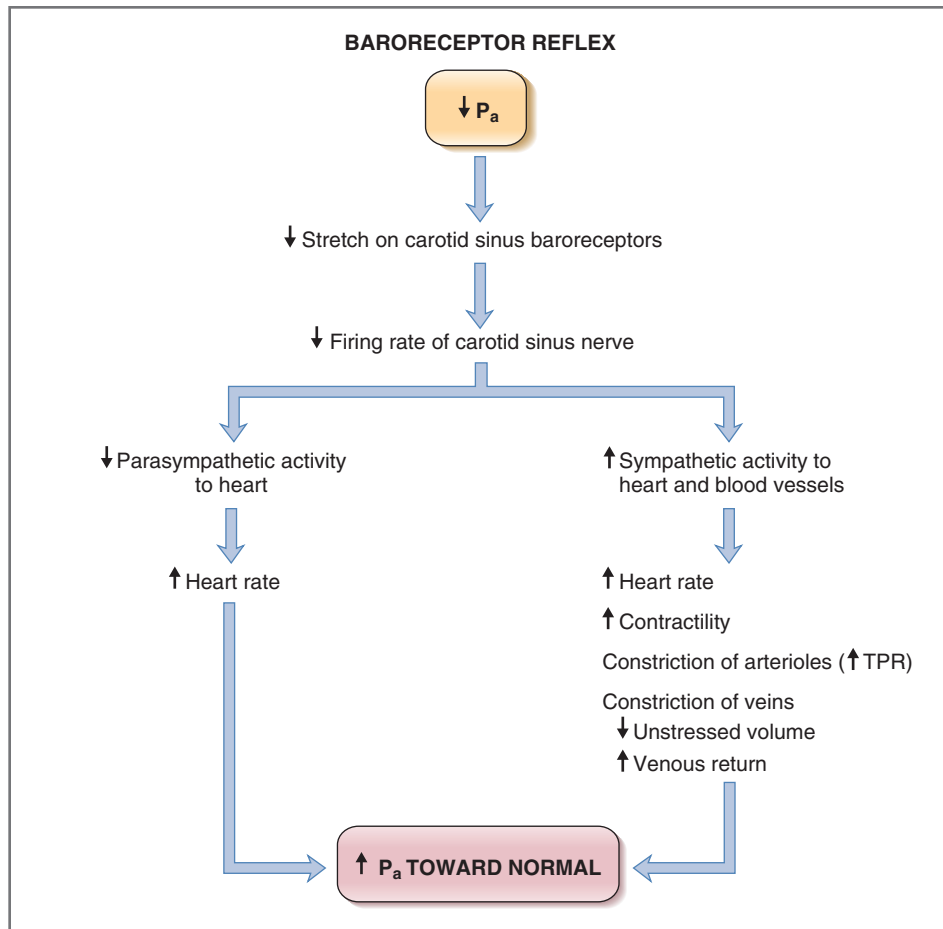 BARORECEPTOR REFLEX
↓ Pa
↓ Stretch on carotid sinus baroreceptors
↓ Firing rate of carotid sinus nerve
↓ Parasympathetic activity
to heart
↑ Heart rate
↑ Sympathetic activity to
heart and blood vessels
↑ Heart rate
↑ Contractility
Constriction of arterioles (↑ TPR)
Constriction of veins
↓ Unstressed volume
↑ Venous return
↑ Pa TOWARD NORMAL